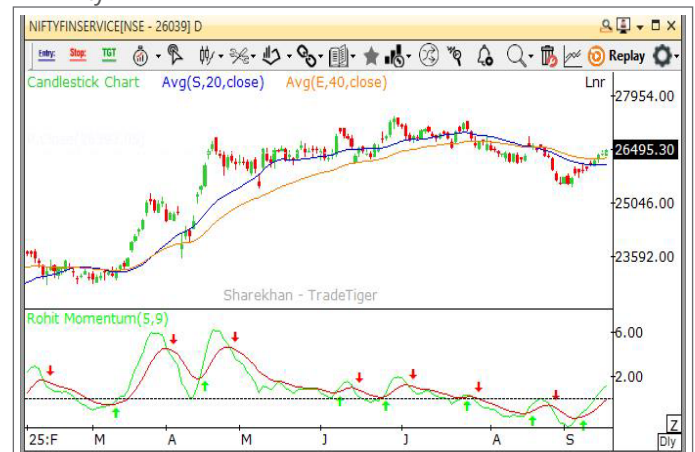 NIFTYFINSERVICE[NSE - 26039] D
Entry: Stop: TGT Replay
Candlestick Chart Avg(S,20,close) Avg(E,40,close) Lnr
27954.00
26495.30
25046.00
23592.00
Sharekhan - TradeTiger
Rohit Momentum(5,9)
6.00
2.00
Z
25:F M A M J J A S Dly